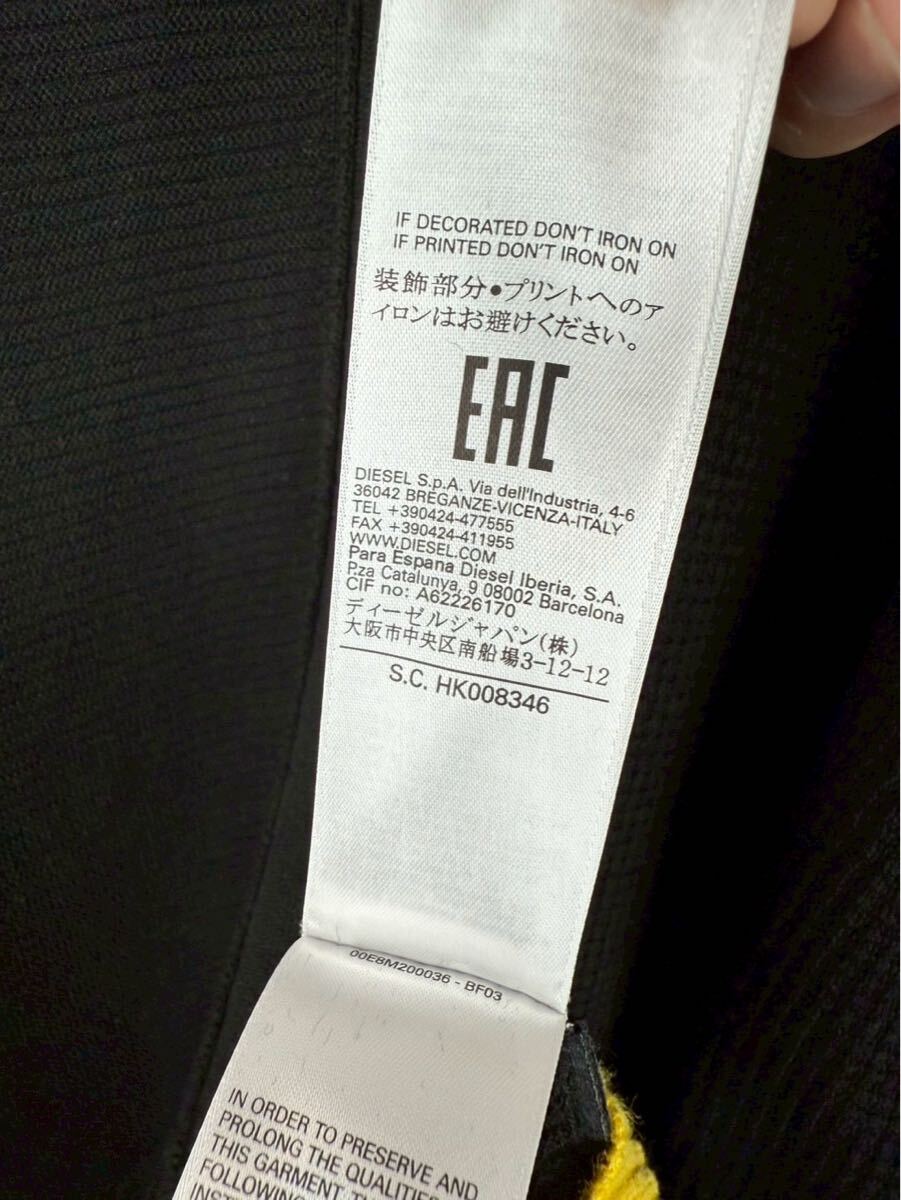 IF DECORATED DON'T IRON ON
IF PRINTED DON'T IRON ON
装飾部分•プリントへのア
イロンはお避けください。
EAC
DIESEL S.p.A. Via dell'Industria, 4-6
36042 BREGANZE-VICENZA-ITALY
TEL +390424-477555
FAX +390424-411955
WWW.DIESEL.COM
Para Espana Diesel Iberia, S.A.
P.za Catalunya, 9 08002 Barcelona
CIF no: A62226170
ディーゼルジャパン(株)
大阪市中央区南船場3-12-12
S.C. HK008346
00E8M200036 - BF03
IN ORDER TO PRESERVE AND
PROLONG THE QUALITIES
THIS GARMENT
FOLLOWING